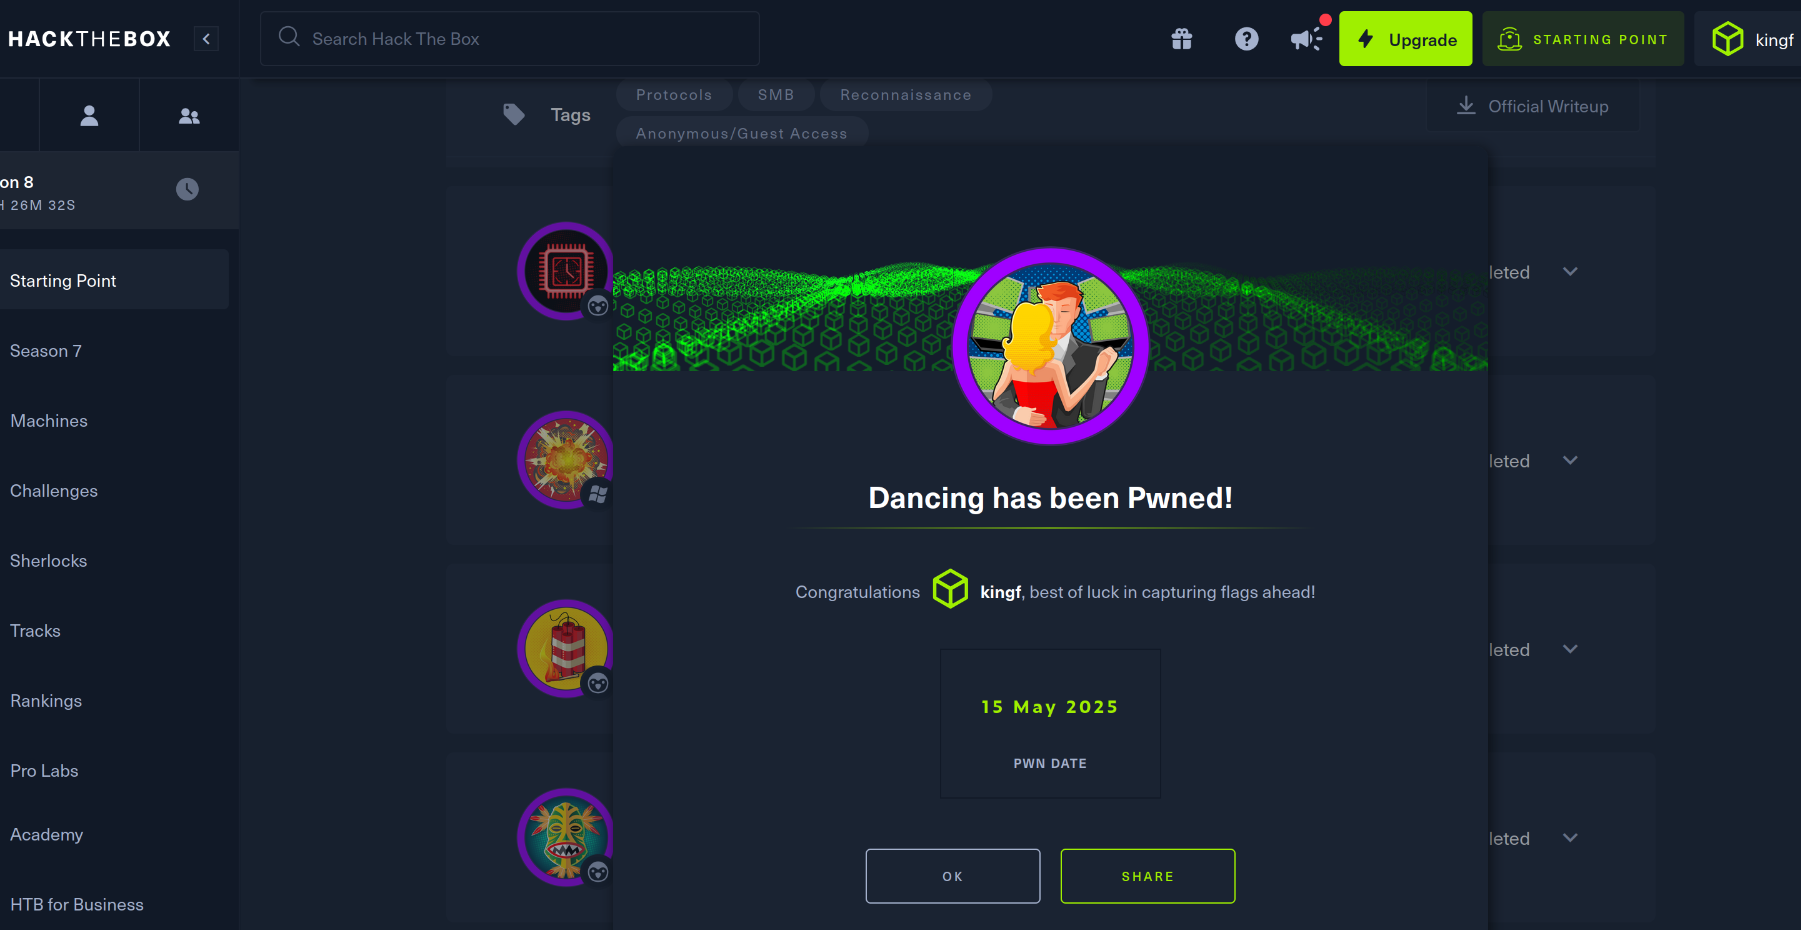 HACKTHEBOX
Search Hack The Box
Upgrade
STARTING POINT
kingf
on 8
H 26M 32S
Starting Point
Season 7
Machines
Challenges
Sherlocks
Tracks
Rankings
Pro Labs
Academy
HTB for Business
Tags
Protocols SMB Reconnaissance
Anonymous/Guest Access
Official Writeup
leted
leted
leted
leted
Dancing has been Pwned!
Congratulations kingf, best of luck in capturing flags ahead!
15 May 2025
PWN DATE
OK
SHARE